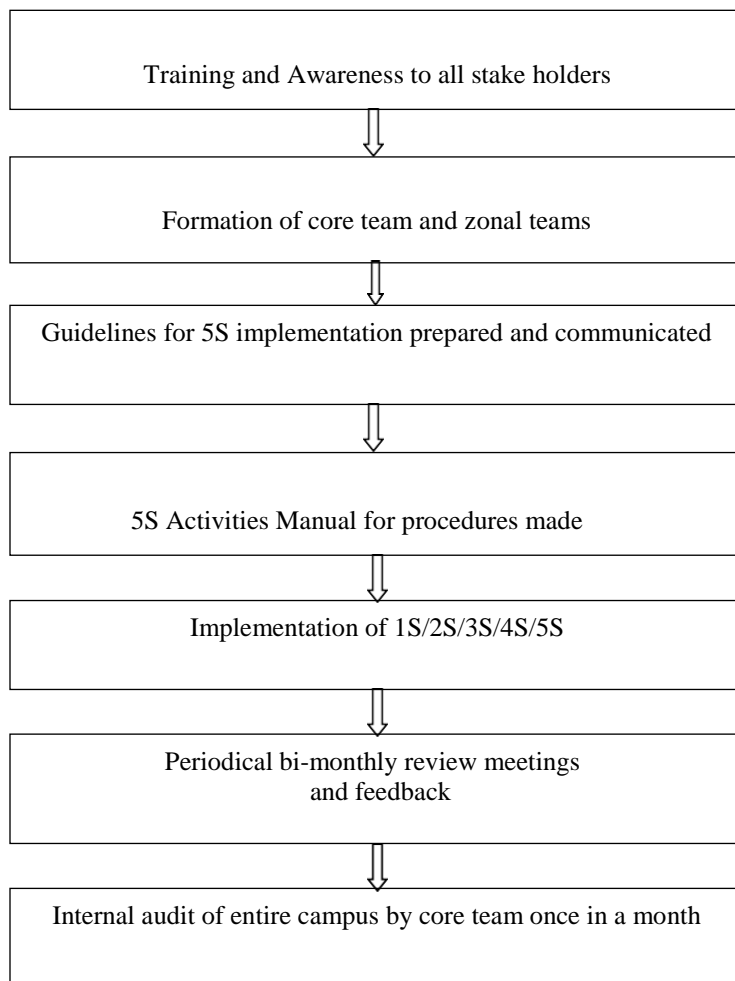 Training and Awareness to all stake holders
Formation of core team and zonal teams
Guidelines for 5S implementation prepared and communicated
5S Activities Manual for procedures made
Implementation of 1S/2S/3S/4S/5S
Periodical bi-monthly review meetings
and feedback
Internal audit of entire campus by core team once in a month